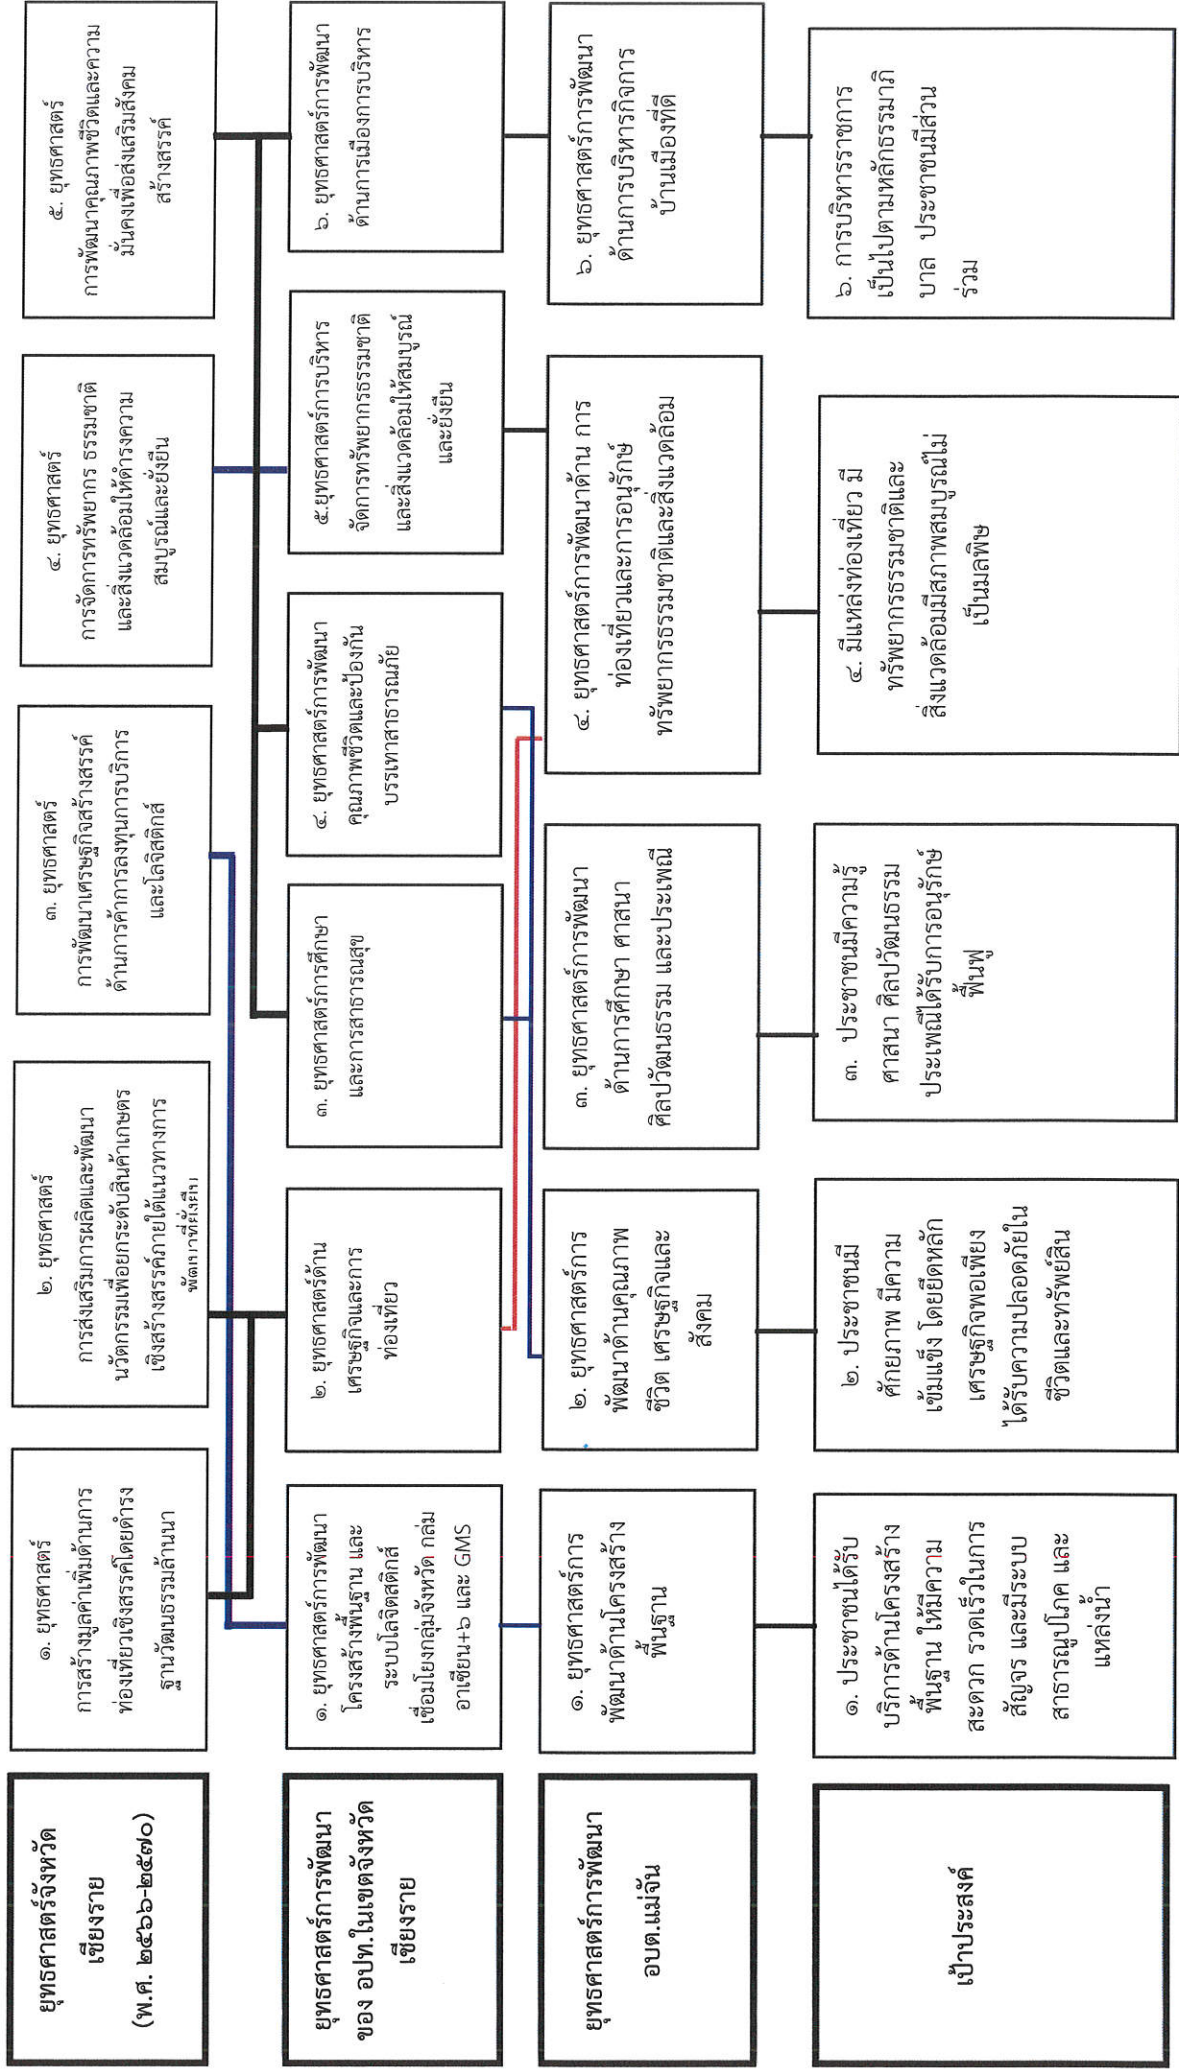 ยุทธศาสตร์จังหวัด
เชียงราย
(พ.ศ. ๒๕๖๖-๒๕๗๐)
๑. ยุทธศาสตร์
การสร้างมูลค่าเพิ่มด้านการ
ท่องเที่ยวเชิงสรรค์โดยดำรง
ฐานวัฒนธรรมล้านนา
๒. ยุทธศาสตร์
การส่งเสริมการผลิตและพัฒนา
นวัตกรรมเพื่อยกระดับสินค้าเกษตร
เชิงสร้างสรรค์ภายใต้แนวทางการ
พัฒนาที่ยั่งยืน
๓. ยุทธศาสตร์
การพัฒนาเศรษฐกิจสร้างสรรค์
ด้านการค้าการลงทุนการบริการ
และโลจิสติกส์
๔. ยุทธศาสตร์
การจัดการทรัพยากร ธรรมชาติ
และสิ่งแวดล้อมให้ดำรงความ
สมบูรณ์และยั่งยืน
๕. ยุทธศาสตร์
การพัฒนาคุณภาพชีวิตและความ
มั่นคงเพื่อส่งเสริมสังคม
สร้างสรรค์
ยุทธศาสตร์การพัฒนา
ของ อปท.ในเขตจังหวัด
เชียงราย
๑. ยุทธศาสตร์การพัฒนา
โครงสร้างพื้นฐาน และ
ระบบโลจิตสติกส์
เชื่อมโยงกลุ่มจังหวัด กลุ่ม
อาเซียน+๖ และ GMS
๒. ยุทธศาสตร์ด้าน
เศรษฐกิจและการ
ท่องเที่ยว
๓. ยุทธศาสตร์การศึกษา
และการสาธารณสุข
๔. ยุทธศาสตร์การพัฒนา
คุณภาพชีวิตและป้องกัน
บรรเทาสาธารณภัย
๕.ยุทธศาสตร์การบริหาร
จัดการทรัพยากรธรรมชาติ
และสิ่งแวดล้อมให้สมบูรณ์
และยั่งยืน
๖. ยุทธศาสตร์การพัฒนา
ด้านการเมืองการบริหาร
ยุทธศาสตร์การพัฒนา
อบต.แม่จัน
๑. ยุทธศาสตร์การ
พัฒนาด้านโครงสร้าง
พื้นฐาน
๒. ยุทธศาสตร์การ
พัฒนาด้านคุณภาพ
ชีวิต เศรษฐกิจและ
สังคม
๓. ยุทธศาสตร์การพัฒนา
ด้านการศึกษา ศาสนา
ศิลปวัฒนธรรม และประเพณี
๔. ยุทธศาสตร์การพัฒนาด้าน การ
ท่องเที่ยวและการอนุรักษ์
ทรัพยากรธรรมชาติและสิ่งแวดล้อม
๖. ยุทธศาสตร์การพัฒนา
ด้านการบริหารกิจการ
บ้านเมืองที่ดี
เป้าประสงค์
๑. ประชาชนได้รับ
บริการด้านโครงสร้าง
พื้นฐาน ให้มีความ
สะดวก รวดเร็วในการ
สัญจร และมีระบบ
สาธารณูปโภค และ
แหล่งน้ำ
๒. ประชาชนมี
ศักยภาพ มีความ
เข้มแข็ง โดยยึดหลัก
เศรษฐกิจพอเพียง
ได้รับความปลอดภัยใน
ชีวิตและทรัพย์สิน
๓. ประชาชนมีความรู้
ศาสนา ศิลปวัฒนธรรม
ประเพณีได้รับการอนุรักษ์
ฟื้นฟู
๔. มีแหล่งท่องเที่ยว มี
ทรัพยากรธรรมชาติและ
สิ่งแวดล้อมมีสภาพสมบูรณ์ไม่
เป็นมลพิษ
๖. การบริหารราชการ
เป็นไปตามหลักธรรมาภิ
บาล ประชาชนมีส่วน
ร่วม